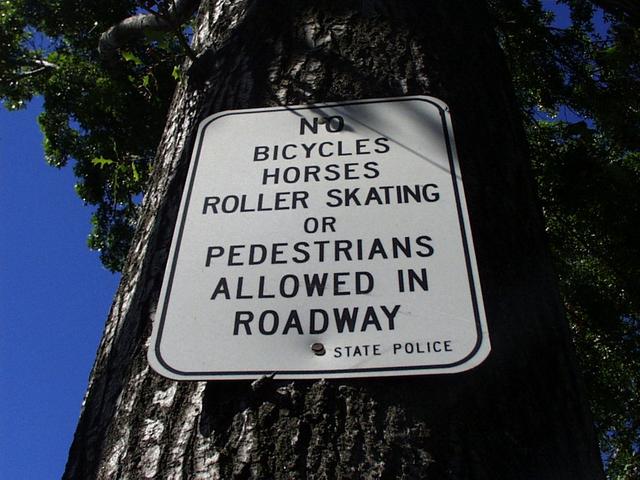 NO
BICYCLES
HORSES
ROLLER SKATING
OR
PEDESTRIANS
ALLOWED IN
ROADWAY
STATE POLICE